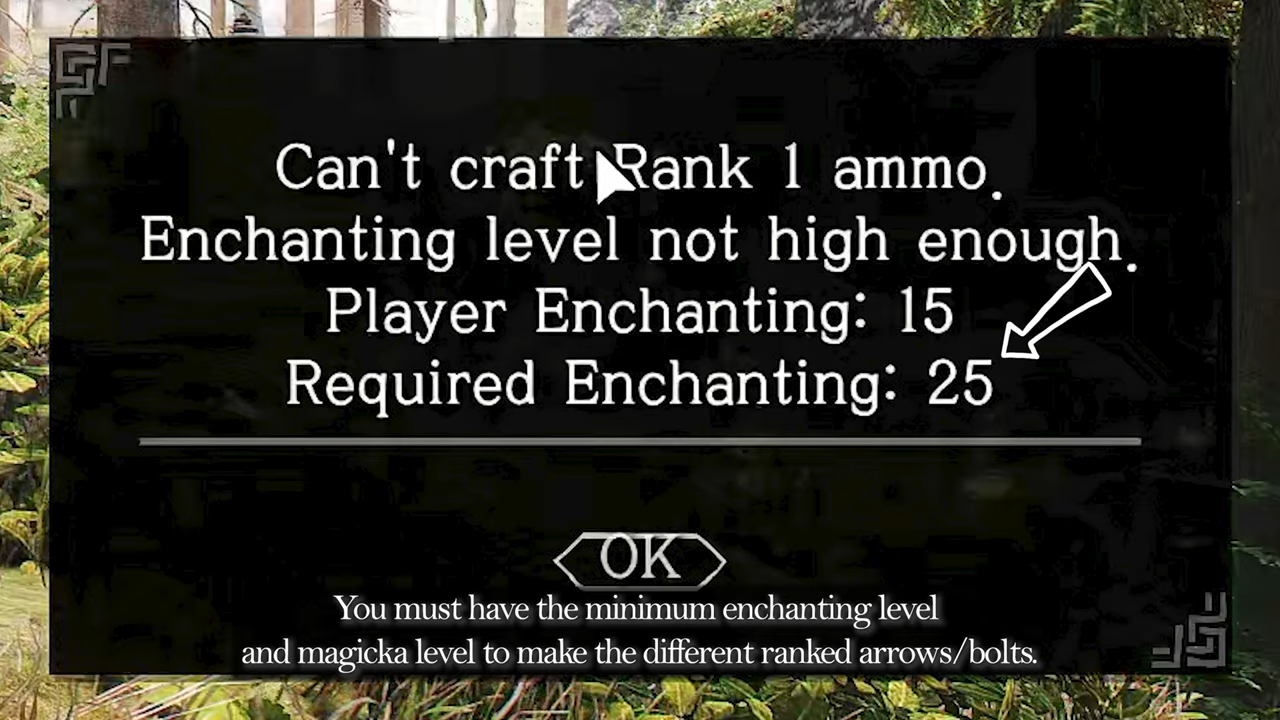 Can't craft Rank 1 ammo.
Enchanting level not high enough.
Player Enchanting: 15
Required Enchanting: 25
OK
You must have the minimum enchanting level
and magicka level to make the different ranked arrows/bolts.